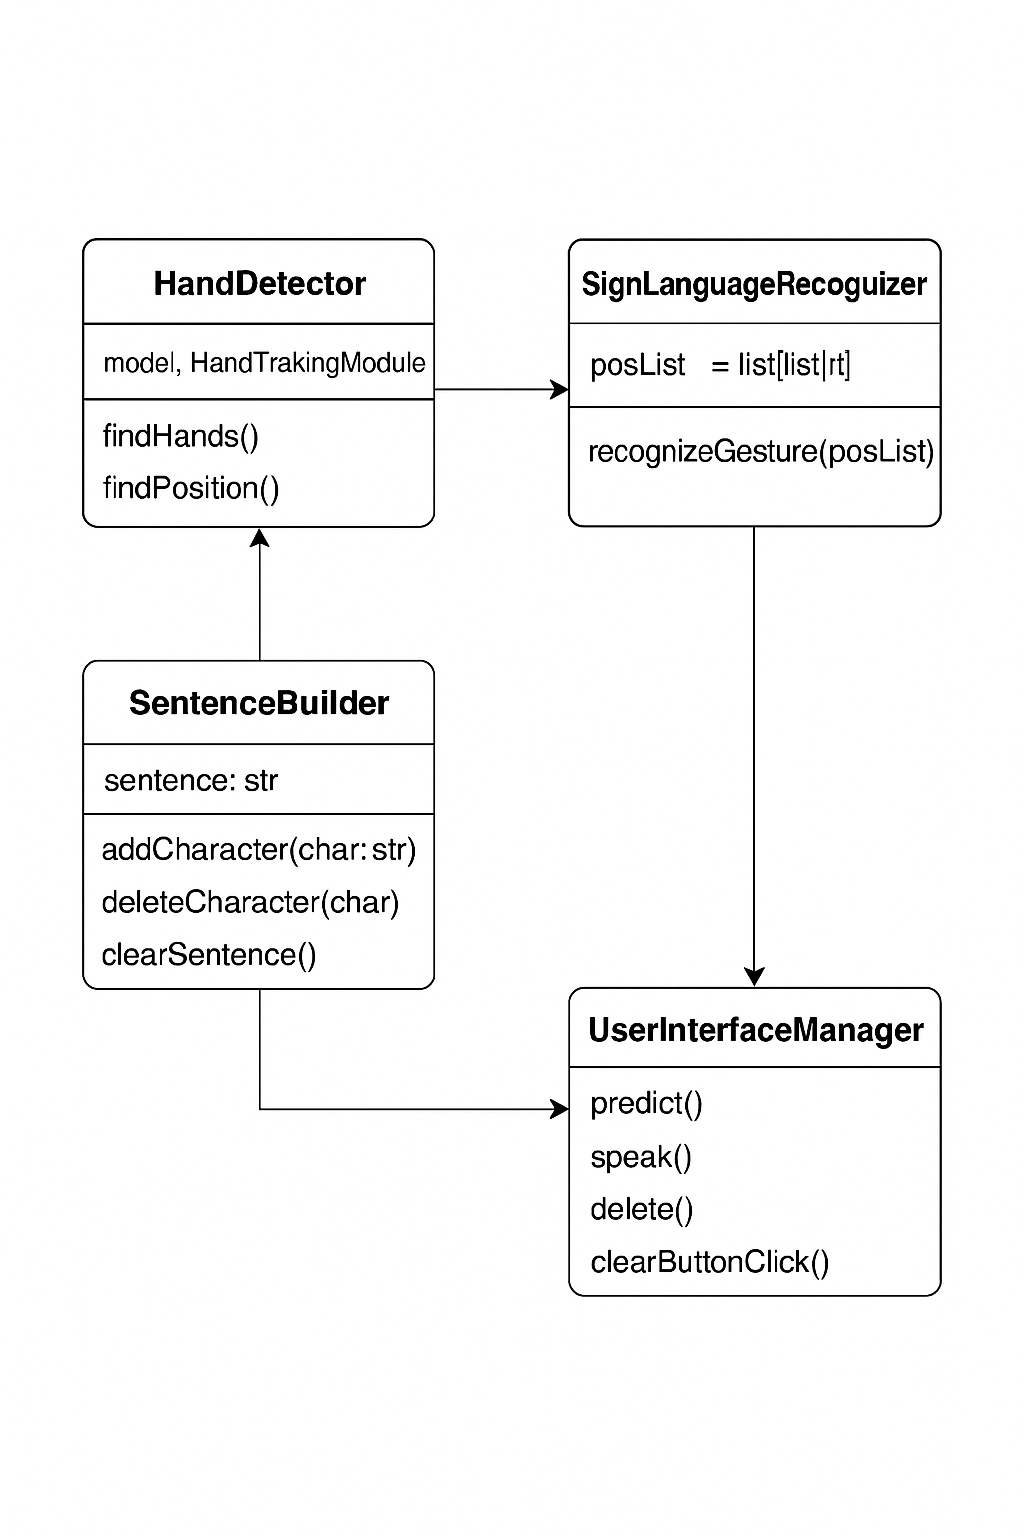 HandDetector
model, HandTrakingModule
findHands()
findPosition()
SignLanguageRecoguizer
posList = list[list|rt]
recognizeGesture(posList)
SentenceBuilder
sentence: str
addCharacter(char: str)
deleteCharacter(char)
clearSentence()
UserInterfaceManager
predict()
speak()
delete()
clearButtonClick()